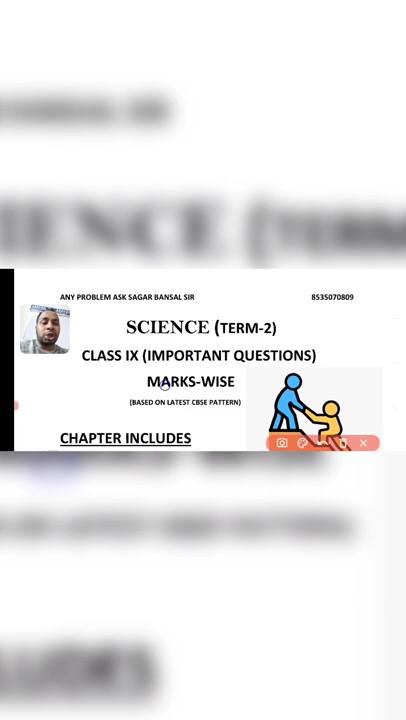 ANY PROBLEM ASK SAGAR BANSAL SIR 8535070809
SCIENCE (TERM-2)
CLASS IX (IMPORTANT QUESTIONS)
MARKS-WISE
(BASED ON LATEST CBSE PATTERN)
CHAPTER INCLUDES